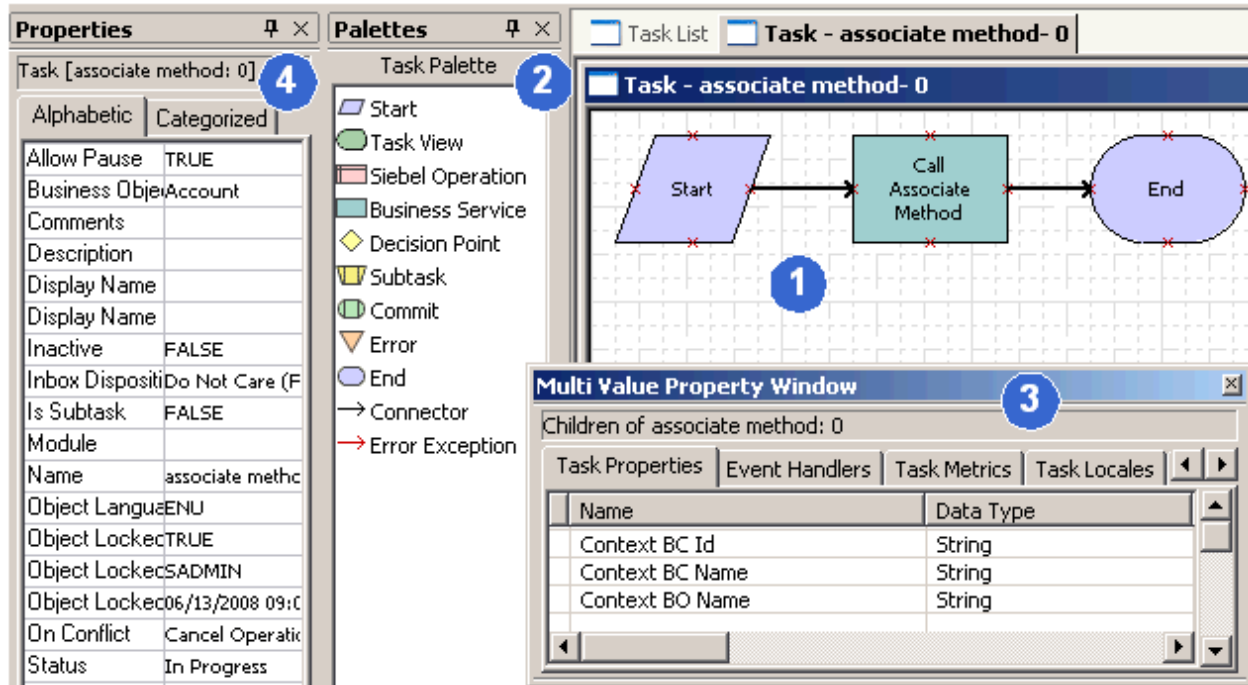 Properties
Task [associate method: 0]
4
Alphabetic Categorized
Allow Pause TRUE
Business Obje Account
Comments
Description
Display Name
Display Name
Inactive FALSE
Inbox Dispositi Do Not Care (F
Is Subtask FALSE
Module
Name associate methc
Object Langua ENU
Object Locked TRUE
Object Locked SADMIN
Object Locked 06/13/2008 09:0
On Conflict Cancel Operatio
Status In Progress
Palettes
Task Palette
2
Start
Task View
Siebel Operation
Business Service
Decision Point
Subtask
Commit
Error
End
Connector
Error Exception
Task List Task - associate method- 0
Task - associate method- 0
Start
Call
Associate
Method
End
1
Multi Value Property Window
3
Children of associate method: 0
Task Properties Event Handlers Task Metrics Task Locales
Name Data Type
Context BC Id String
Context BC Name String
Context BO Name String